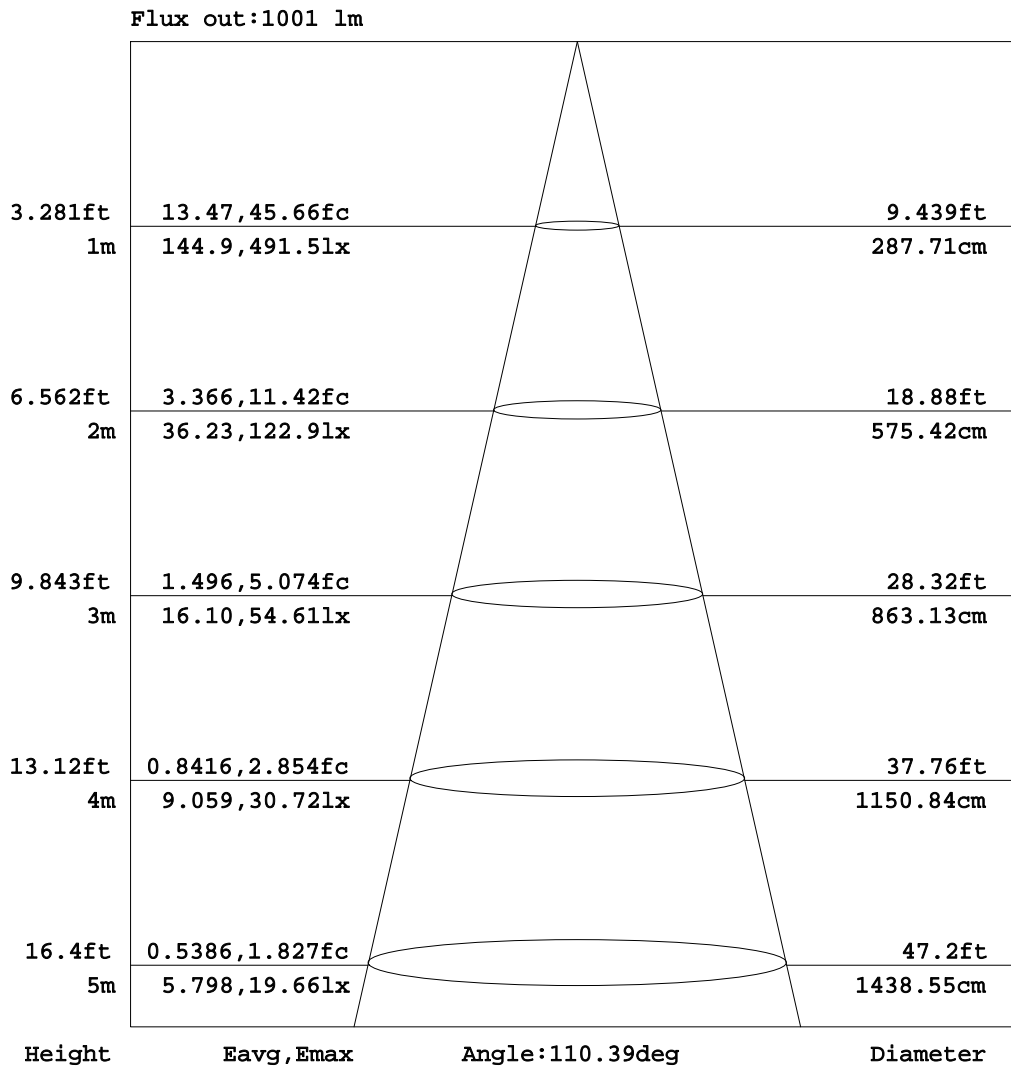 Flux out:1001 lm
3.281ft 13.47,45.66fc 9.439ft
1m 144.9,491.5lx 287.71cm
6.562ft 3.366,11.42fc 18.88ft
2m 36.23,122.9lx 575.42cm
9.843ft 1.496,5.074fc 28.32ft
3m 16.10,54.61lx 863.13cm
13.12ft 0.8416,2.854fc 37.76ft
4m 9.059,30.72lx 1150.84cm
16.4ft 0.5386,1.827fc 47.2ft
5m 5.798,19.66lx 1438.55cm
Height Eavg,Emax Angle:110.39deg Diameter